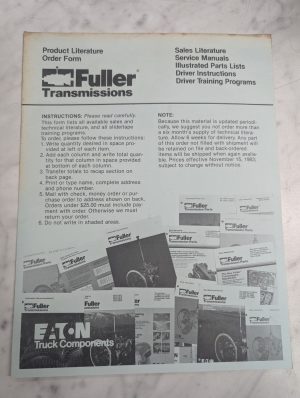 Product Literature
Order Form
Fuller
Transmissions
Sales Literature
Service Manuals
Illustrated Parts Lists
Driver Instructions
Driver Training Programs
INSTRUCTIONS: Please read carefully.
This form lists all available sales and
technical literature, and all slide/tape
training programs.
To order, please follow these instructions:
1. Write quantity desired in space pro-
vided at left of each item.
2. Add each column and write total quan-
tity for that column in space provided
at bottom of each column.
3. Transfer totals to recap section on
back page.
4. Print or type name, complete address
and phone number.
5. Mail with check, money order or pur-
chase order to address shown on back.
Orders under $25.00 must include pay-
ment with order. Otherwise we must
return your order.
6. Do not write in shaded areas.
NOTE:
Because this material is updated period-
ically, we suggest you not order more than
a six-month's supply of technical litera-
ture. Allow 6 weeks for delivery. Any part
of this order not filled with shipment will
be retained on file and back-ordered.
Items will be shipped when again avail-
ble. Prices effective November 15, 1983,
subject to change without notice.
Fuller
Fuller
Fuller
Fuller
Fuller
EATON
Truck Components